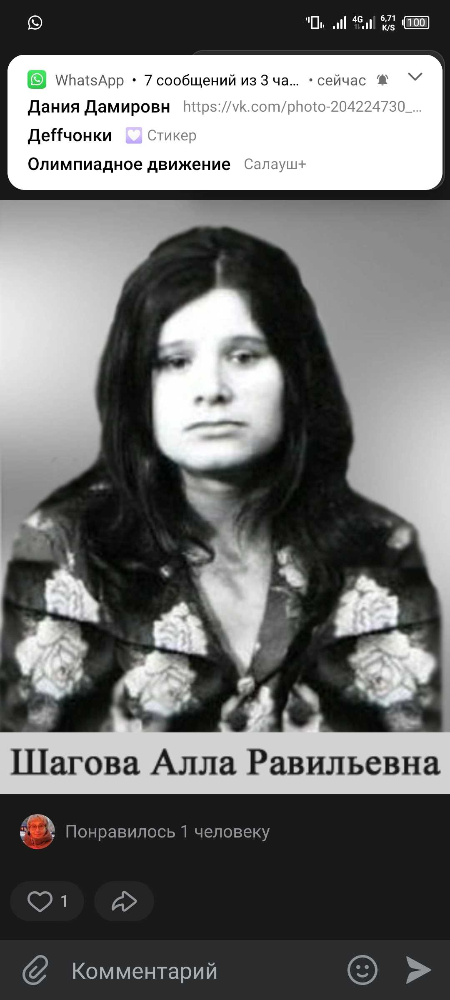 4G 6,71 K/S 100
WhatsApp • 7 сообщений из 3 ча... • сейчас
Дания Дамировн https://vk.com/photo-204224730_...
Деffчонки Стикер
Олимпиадное движение Салауш+
Шагова Алла Равильевна
Понравилось 1 человеку
1
Комментарий